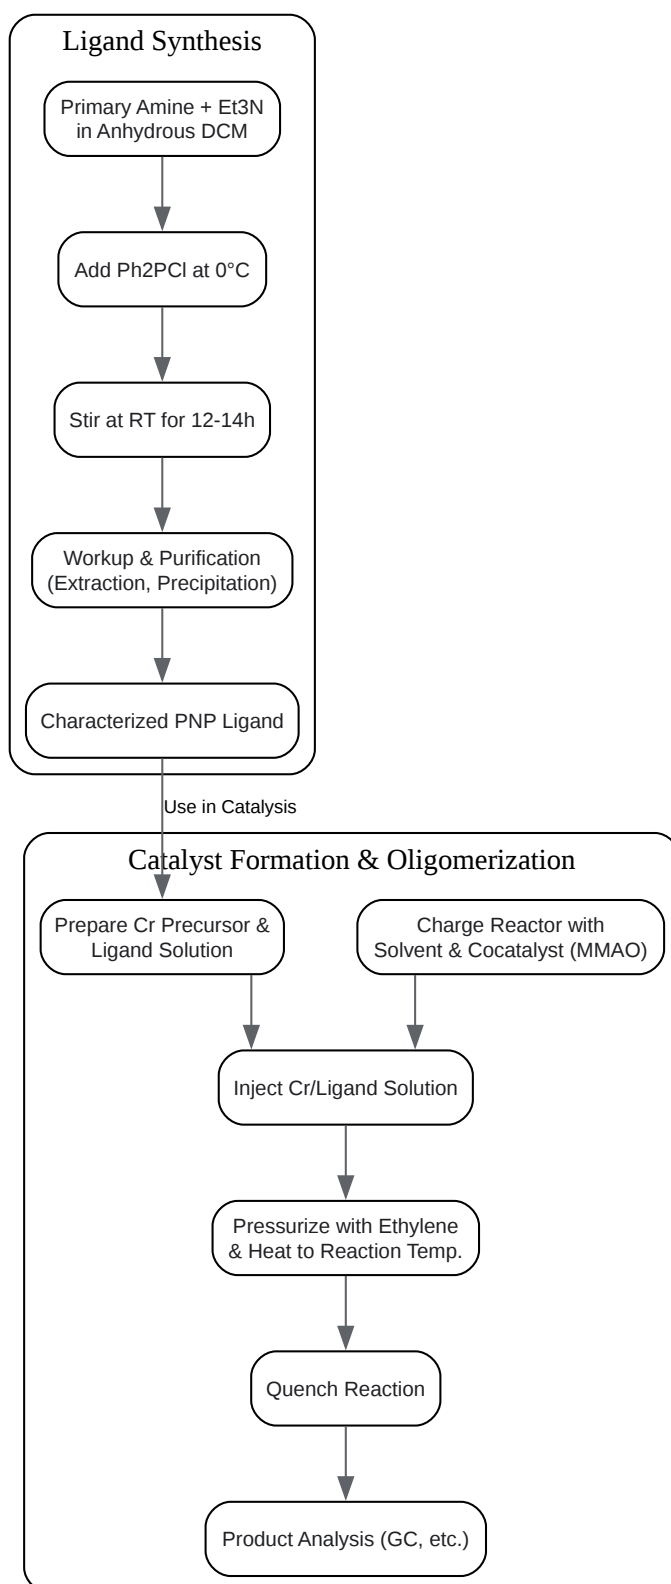 Ligand Synthesis
Primary Amine + Et3N
in Anhydrous DCM
Add Ph2PCl at 0°C
Stir at RT for 12-14h
Workup & Purification
(Extraction, Precipitation)
Characterized PNP Ligand
Use in Catalysis
Catalyst Formation & Oligomerization
Prepare Cr Precursor &
Ligand Solution
Charge Reactor with
Solvent & Cocatalyst (MMAO)
Inject Cr/Ligand Solution
Pressurize with Ethylene
& Heat to Reaction Temp.
Quench Reaction
Product Analysis (GC, etc.)